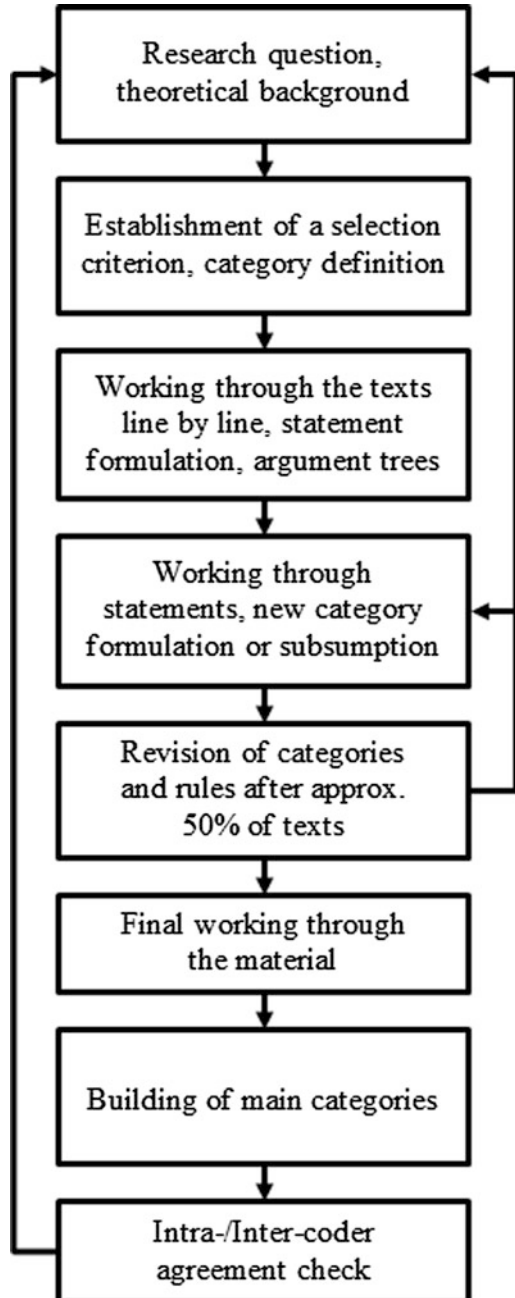 Research question,
theoretical background
Establishment of a selection
criterion, category definition
Working through the texts
line by line, statement
formulation, argument trees
Working through
statements, new category
formulation or subsumption
Revision of categories
and rules after approx.
50% of texts
Final working through
the material
Building of main categories
Intra-/Inter-coder
agreement check